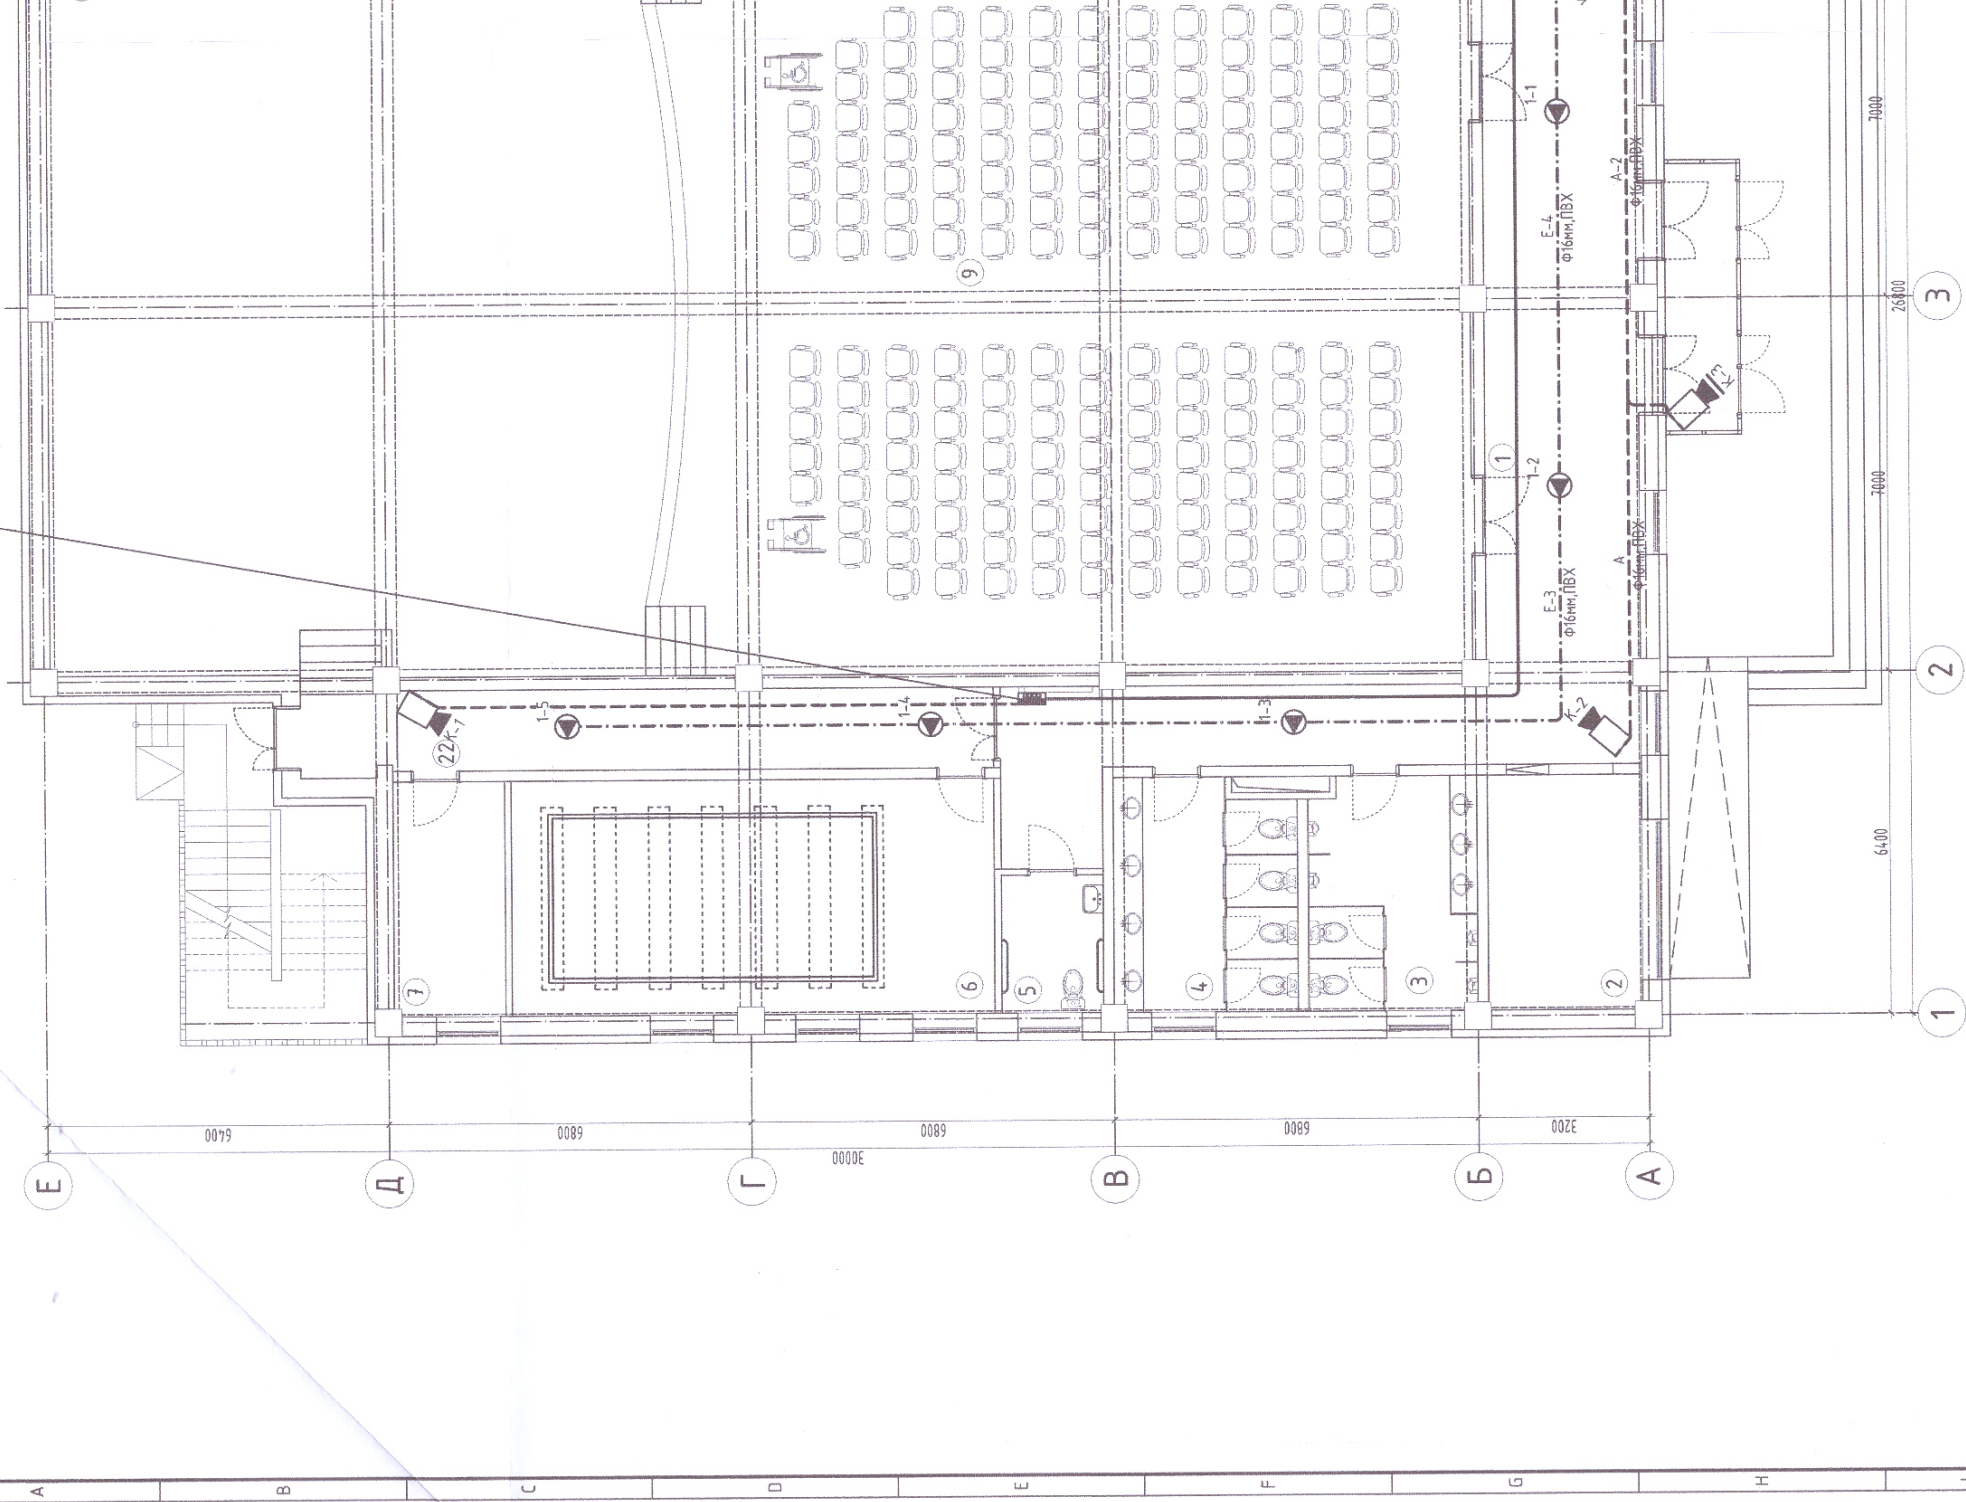 1-1
7000
А-2
ф16мм,ПВХ
Е-4
ф16мм,ПВХ
9
26800
3
К-3
1
1-2
7000
Е-3
ф16мм,ПВХ
А
ф16мм,ПВХ
2
1-5
1-4
1-3
К-2
К-1
22
6400
7
6
5
4
3
2
1
6400
6800
6800
6800
3200
30000
Е
Д
Г
В
Б
А
A
B
C
D
E
F
G
H